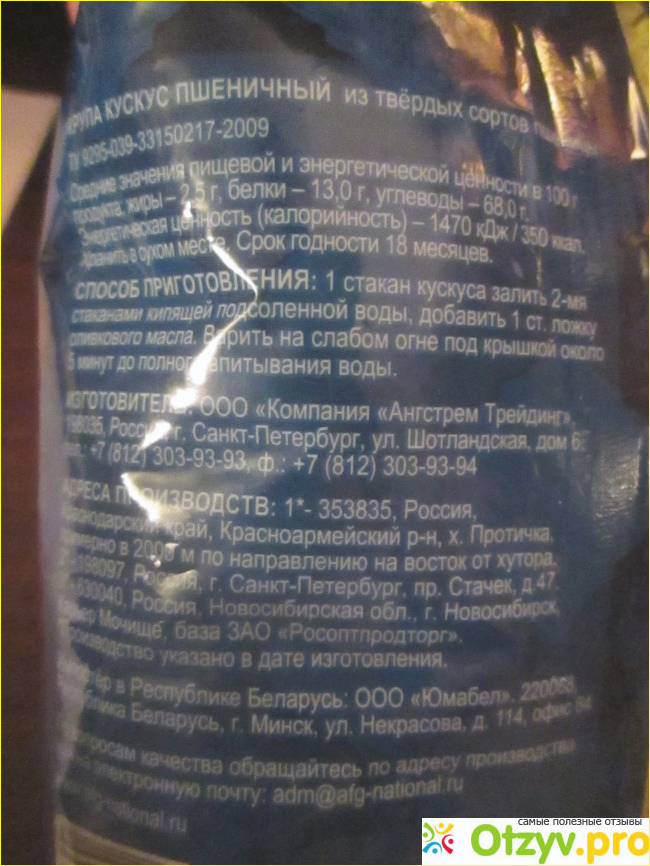 КРУПА КУСКУС ПШЕНИЧНЫЙ из твёрдых сортов
ТУ 9295-039-33150217-2009
Средние значения пищевой и энергетической ценности в 100 г
продукта: жиры – 2,5 г, белки – 13,0 г, углеводы – 68,0 г.
Энергетическая ценность (калорийность) – 1470 кДж / 350 ккал.
Хранить в сухом месте. Срок годности 18 месяцев.
СПОСОБ ПРИГОТОВЛЕНИЯ: 1 стакан кускуса залить 2-мя
стаканами кипящей подсоленной воды, добавить 1 ст. ложку
оливкового масла. Варить на слабом огне под крышкой около
5 минут до полного впитывания воды.
ИЗГОТОВИТЕЛЬ: ООО «Компания «Ангстрем Трейдинг»,
198035, Россия, г. Санкт-Петербург, ул. Шотландская, дом 6;
тел.: +7 (812) 303-93-93, ф.: +7 (812) 303-93-94
АДРЕСА ПРОИЗВОДСТВ: 1*- 353835, Россия,
Краснодарский край, Красноармейский р-н, х. Протичка,
примерно в 2000 м по направлению на восток от хутора.
198097, Россия, г. Санкт-Петербург, пр. Стачек, д.47.
630040, Россия, Новосибирская обл., г. Новосибирск,
Мочище, база ЗАО «Росоптпродторг».
производство указано в дате изготовления.
в Республике Беларусь: ООО «Юмабел». 220068,
Республика Беларусь, г. Минск, ул. Некрасова, д. 114, офис
вопросам качества обращайтесь по адресу производства
электронную почту: adm@afg-national.ru
www.afg-national.ru
самые полезные отзывы
Otzyv.pro